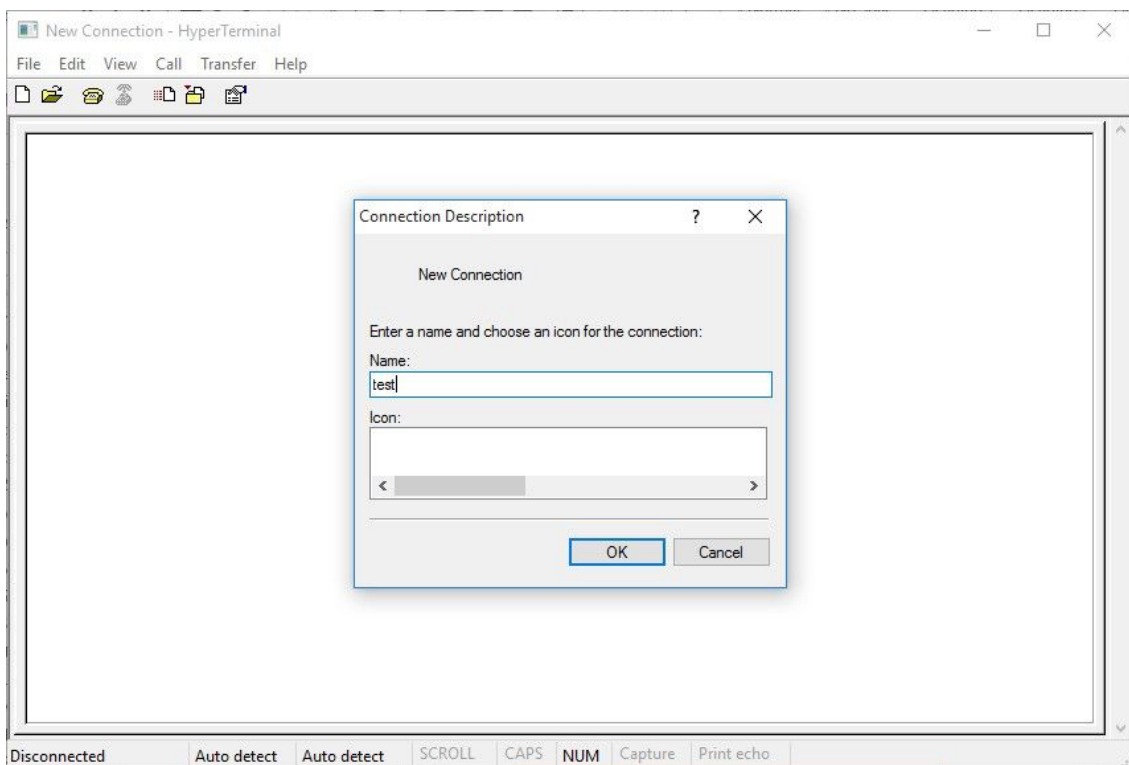 New Connection - HyperTerminal
File Edit View Call Transfer Help
Connection Description ?
New Connection
Enter a name and choose an icon for the connection:
Name:
test
Icon:
OK Cancel
Disconnected Auto detect Auto detect SCROLL CAPS NUM Capture Print echo